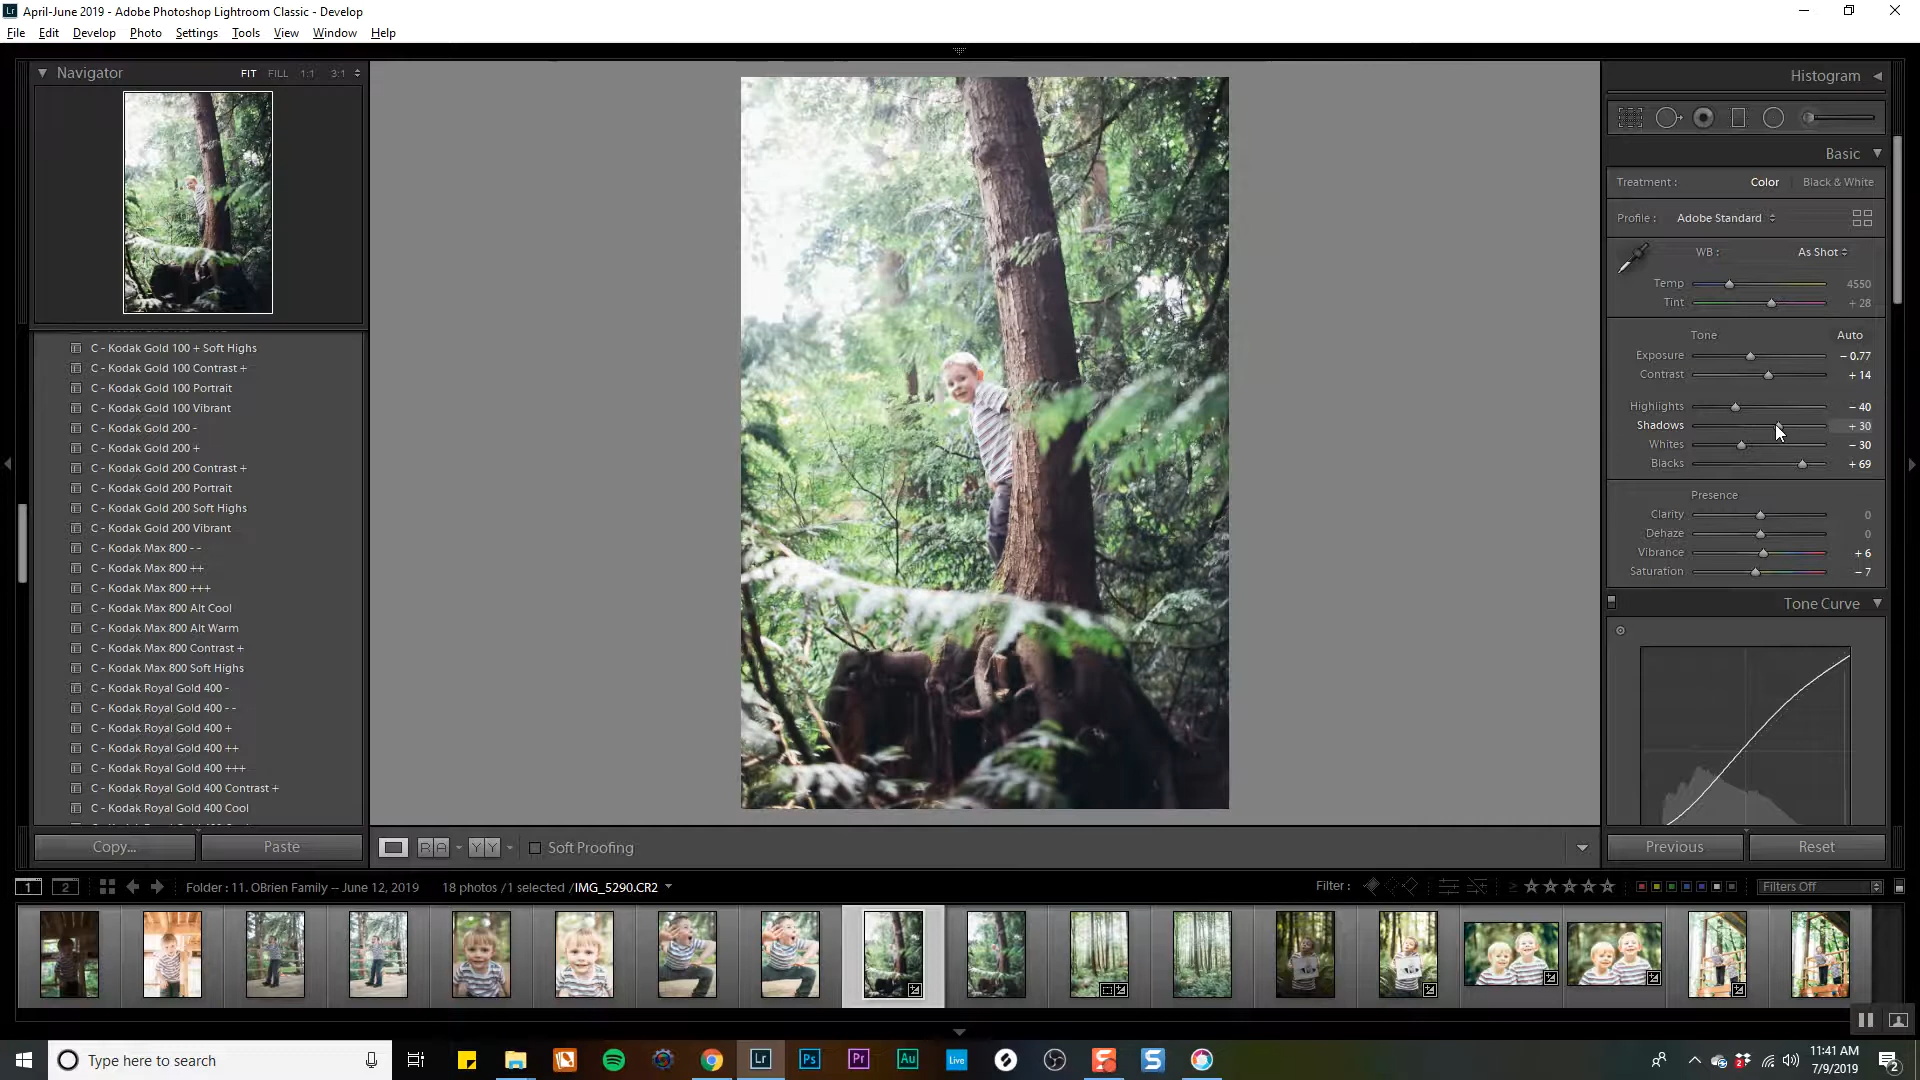 Lr April-June 2019 - Adobe Photoshop Lightroom Classic - Develop
File Edit Develop Photo Settings Tools View Window Help
Navigator FIT FILL 1:1 3:1
C - Kodak Gold 100 + Soft Highs
C - Kodak Gold 100 Contrast +
C - Kodak Gold 100 Portrait
C - Kodak Gold 100 Vibrant
C - Kodak Gold 200 -
C - Kodak Gold 200 +
C - Kodak Gold 200 Contrast +
C - Kodak Gold 200 Portrait
C - Kodak Gold 200 Soft Highs
C - Kodak Gold 200 Vibrant
C - Kodak Max 800 - -
C - Kodak Max 800 ++
C - Kodak Max 800 +++
C - Kodak Max 800 Alt Cool
C - Kodak Max 800 Alt Warm
C - Kodak Max 800 Contrast +
C - Kodak Max 800 Soft Highs
C - Kodak Royal Gold 400 -
C - Kodak Royal Gold 400 - -
C - Kodak Royal Gold 400 +
C - Kodak Royal Gold 400 ++
C - Kodak Royal Gold 400 +++
C - Kodak Royal Gold 400 Contrast +
C - Kodak Royal Gold 400 Cool
Copy... Paste
Histogram
Basic
Treatment : Color Black & White
Profile : Adobe Standard
WB : As Shot
Temp 4550
Tint + 28
Tone Auto
Exposure − 0.77
Contrast + 14
Highlights − 40
Shadows + 30
Whites − 30
Blacks + 69
Presence
Clarity 0
Dehaze 0
Vibrance + 6
Saturation − 7
Tone Curve
Previous Reset
R A Y Y Soft Proofing
1 2 Folder : 11. OBrien Family -- June 12, 2019 18 photos / 1 selected / IMG_5290.CR2 Filter : ≥ Filters Off
Type here to search Lr Ps Pr Au Live S 2 11:41 AM
7/9/2019 2